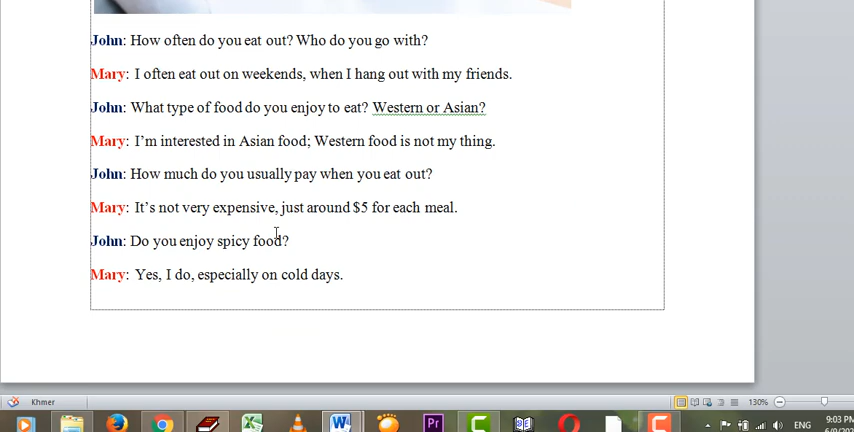 John: How often do you eat out? Who do you go with?
Mary: I often eat out on weekends, when I hang out with my friends.
John: What type of food do you enjoy to eat? Western or Asian?
Mary: I’m interested in Asian food; Western food is not my thing.
John: How much do you usually pay when you eat out?
Mary: It’s not very expensive, just around $5 for each meal.
John: Do you enjoy spicy food?
Mary: Yes, I do, especially on cold days.
Khmer 130%
W Pr ENG 9:03 PM